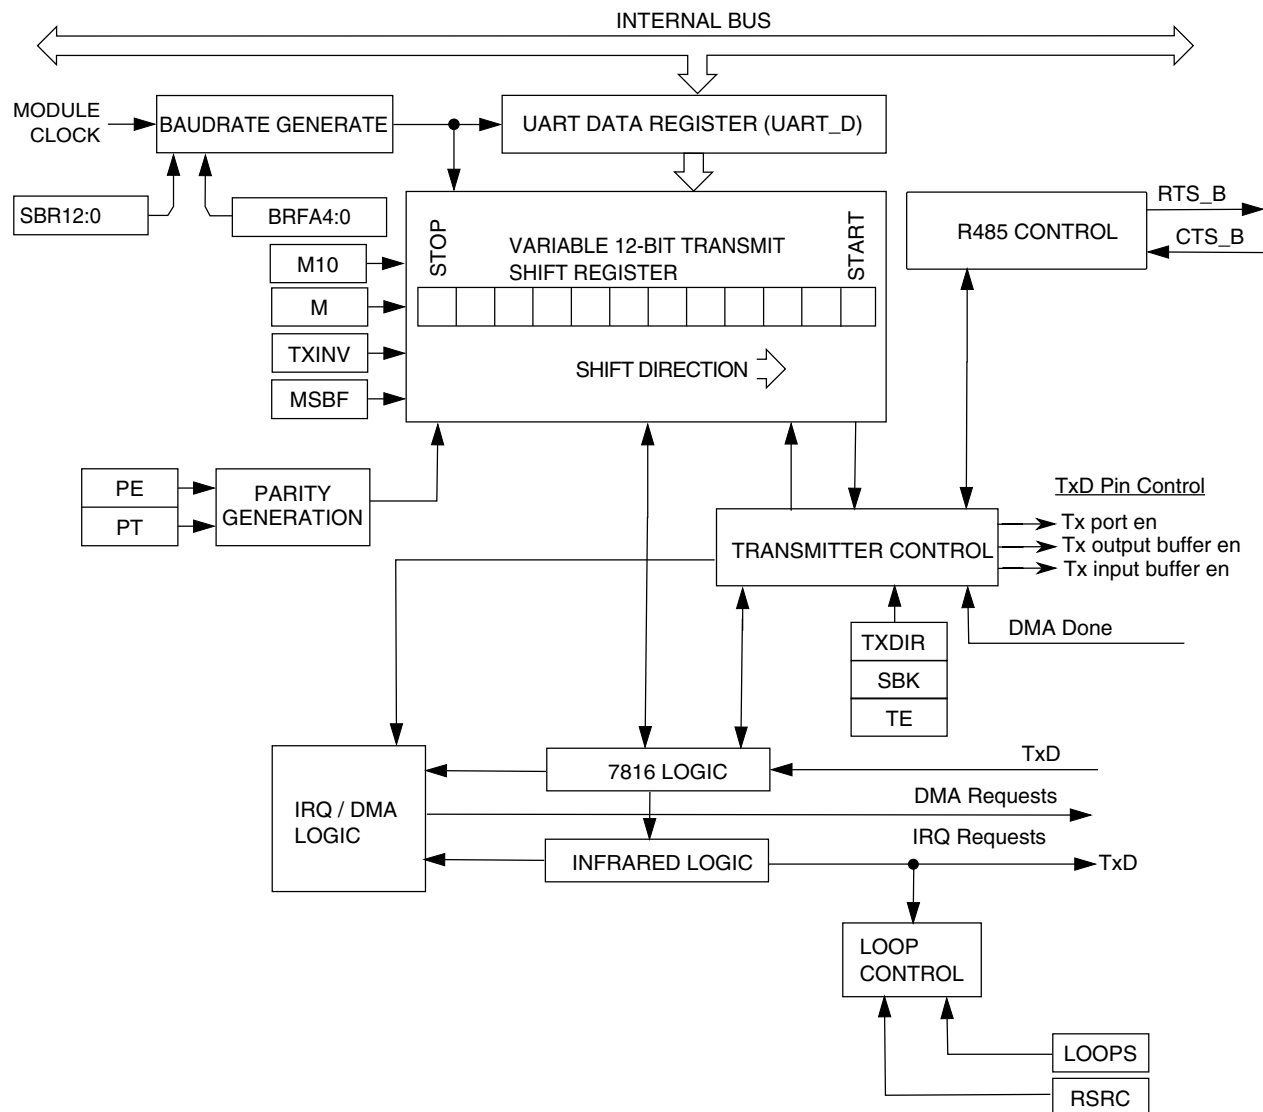 INTERNAL BUS
MODULE
CLOCK
BAUDRATE GENERATE
UART DATA REGISTER (UART_D)
SBR12:0
BRFA4:0
STOP
VARIABLE 12-BIT TRANSMIT
SHIFT REGISTER
START
M10
M
TXINV
MSBF
SHIFT DIRECTION
R485 CONTROL
RTS_B
CTS_B
PE
PT
PARITY
GENERATION
TRANSMITTER CONTROL
TxD Pin Control
Tx port en
Tx output buffer en
Tx input buffer en
DMA Done
TXDIR
SBK
TE
IRQ / DMA
LOGIC
7816 LOGIC
TxD
DMA Requests
IRQ Requests
INFRARED LOGIC
TxD
LOOP
CONTROL
LOOPS
RSRC